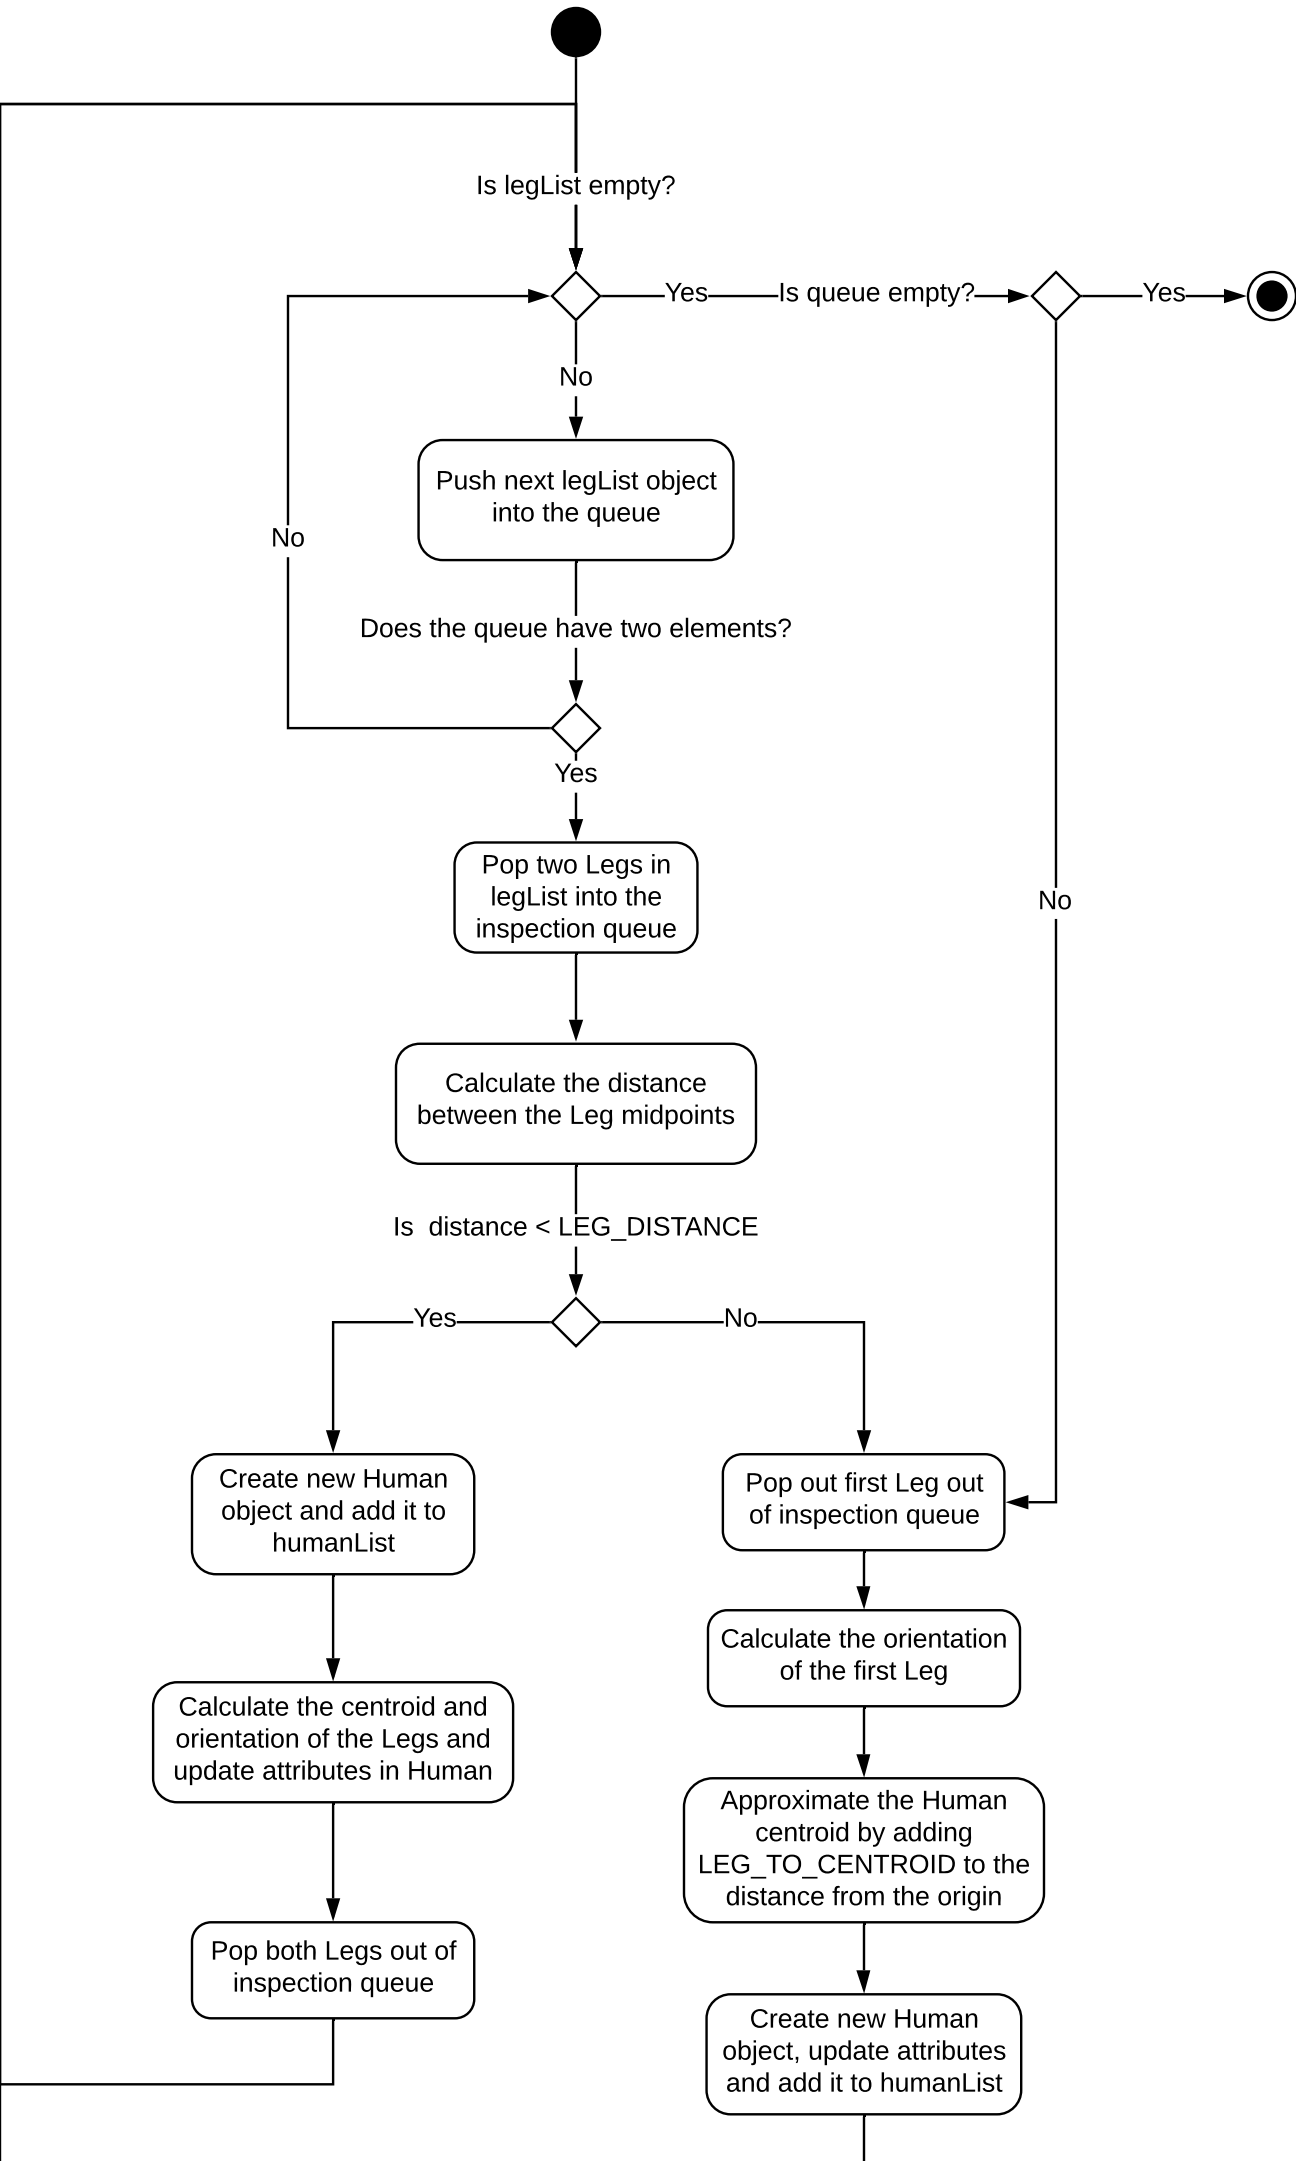 Is legList empty?
Yes
Is queue empty?
Yes
No
Push next legList object
into the queue
No
Does the queue have two elements?
Yes
Pop two Legs in
legList into the
inspection queue
No
Calculate the distance
between the Leg midpoints
Is  distance < LEG_DISTANCE
Yes
No
Create new Human
object and add it to
humanList
Pop out first Leg out
of inspection queue
Calculate the orientation
of the first Leg
Calculate the centroid and
orientation of the Legs and
update attributes in Human
Approximate the Human
centroid by adding
LEG_TO_CENTROID to the
distance from the origin
Pop both Legs out of
inspection queue
Create new Human
object, update attributes
and add it to humanList